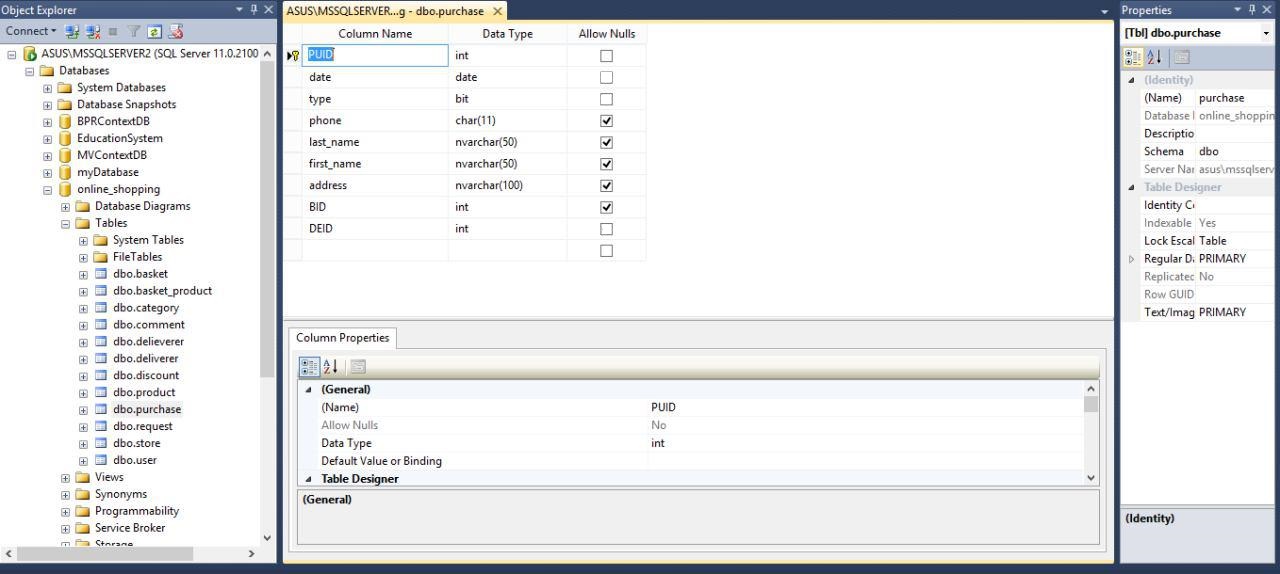 Object Explorer
Connect
ASUS\MSSQLSERVER2 (SQL Server 11.0.2100
Databases
System Databases
Database Snapshots
BPRContextDB
EducationSystem
MVContextDB
myDatabase
online_shopping
Database Diagrams
Tables
System Tables
FileTables
dbo.basket
dbo.basket_product
dbo.category
dbo.comment
dbo.delieverer
dbo.deliverer
dbo.discount
dbo.product
dbo.purchase
dbo.request
dbo.store
dbo.user
Views
Synonyms
Programmability
Service Broker
Storage
ASUS\MSSQLSERVER...g - dbo.purchase
Column Name Data Type Allow Nulls
PUID int
date date
type bit
phone char(11)
last_name nvarchar(50)
first_name nvarchar(50)
address nvarchar(100)
BID int
DEID int
Column Properties
(General)
(Name) PUID
Allow Nulls No
Data Type int
Default Value or Binding
Table Designer
(General)
Properties
[Tbl] dbo.purchase
(Identity)
(Name) purchase
Database I online_shoppin
Descriptio
Schema dbo
Server Nar asus\mssqlserv
Table Designer
Identity Co
Indexable Yes
Lock Escal Table
Regular Da PRIMARY
Replicated No
Row GUID
Text/Imag PRIMARY
(Identity)